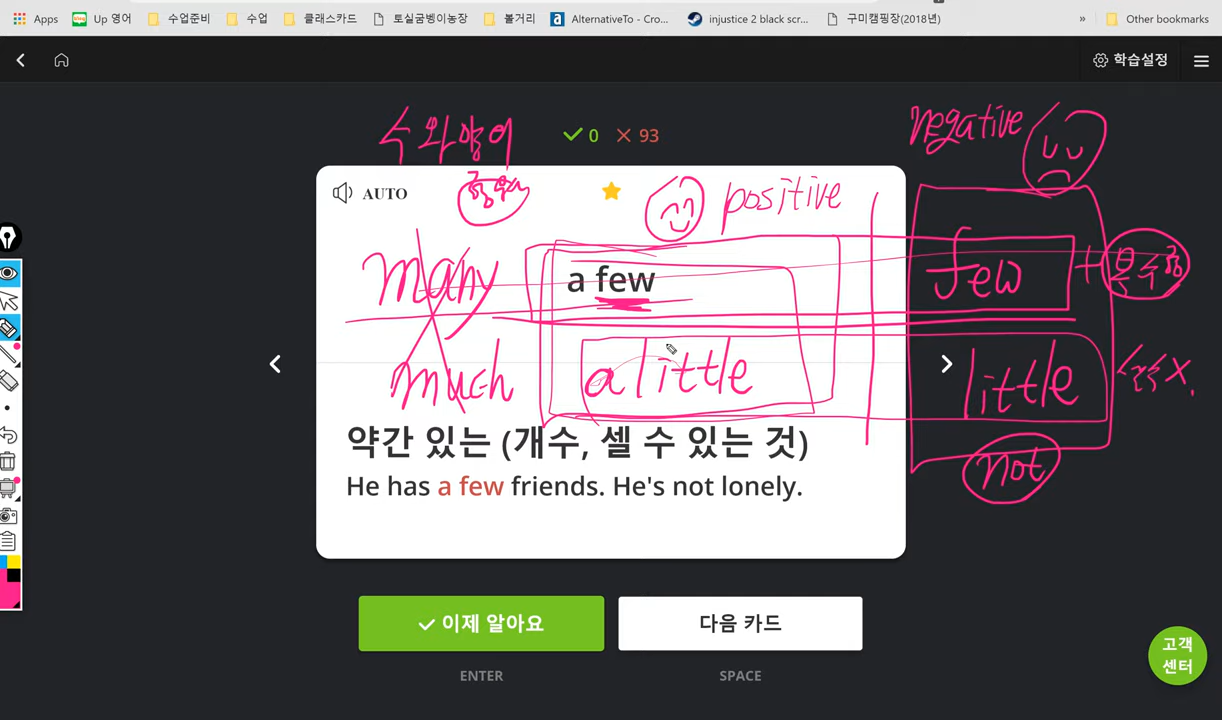 Apps Up 영어 수업준비 수업 클래스카드 토실굼벵이농장 볼거리 AlternativeTo - Cro... injustice 2 black scr... 구미캠핑장(2018년) » Other bookmarks
학습설정
수와양의
negative
0 93
AUTO
positive
many a few few +
much a little little
not
약간 있는 (개수, 셀 수 있는 것)
He has a few friends. He's not lonely.
이제 알아요 다음 카드
ENTER SPACE
고객
센터